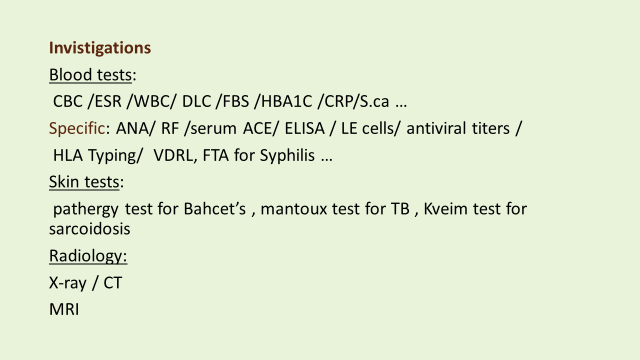 Invistigations
Blood tests:
CBC /ESR /WBC/ DLC /FBS /HBA1C /CRP/S.ca ...
Specific: ANA/ RF /serum ACE/ ELISA / LE cells/ antiviral titers /
HLA Typing/ VDRL, FTA for Syphilis ...
Skin tests:
pathergy test for Bahcet’s , mantoux test for TB , Kveim test for
sarcoidosis
Radiology:
X-ray / CT
MRI